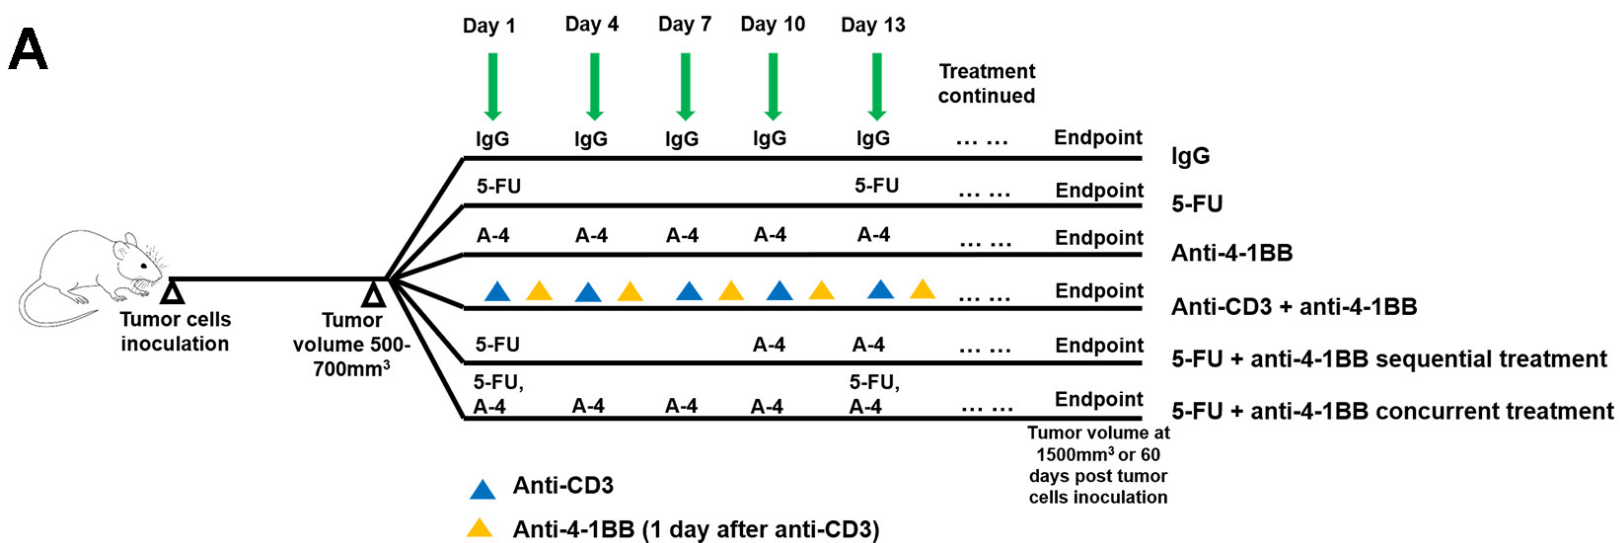 A
Day 1 Day 4 Day 7 Day 10 Day 13
Treatment
continued
IgG IgG IgG IgG IgG ... ... Endpoint IgG
5-FU 5-FU ... ... Endpoint 5-FU
A-4 A-4 A-4 A-4 A-4 ... ... Endpoint Anti-4-1BB
... ... Endpoint Anti-CD3 + anti-4-1BB
Tumor cells
inoculation
Tumor
volume 500-
700mm³
5-FU A-4 A-4 ... ... Endpoint 5-FU + anti-4-1BB sequential treatment
5-FU, 5-FU,
A-4 A-4 A-4 A-4 A-4 ... ... Endpoint 5-FU + anti-4-1BB concurrent treatment
Tumor volume at
1500mm³ or 60
days post tumor
cells inoculation
Anti-CD3
Anti-4-1BB (1 day after anti-CD3)